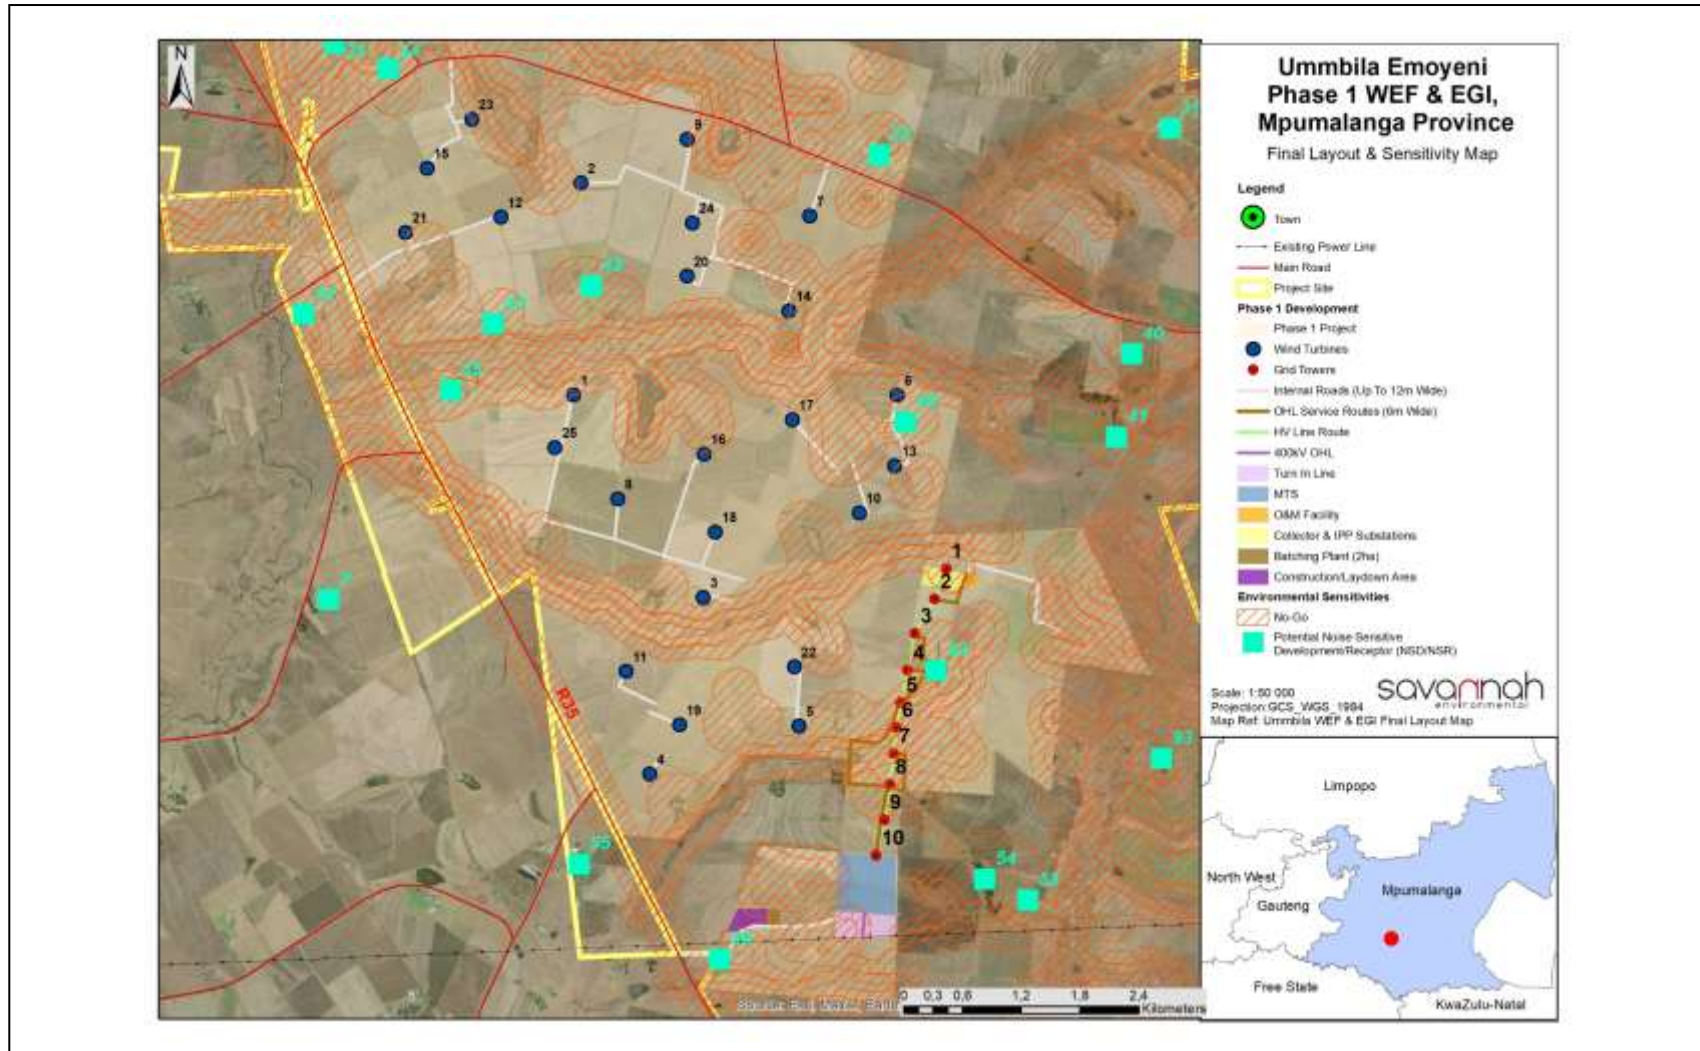 Ummbila Emoyeni
Phase 1 WEF & EGI,
Mpumalanga Province
Final Layout & Sensitivity Map
Legend
Town
Existing Power Line
Main Road
Project Site
Phase 1 Development
Phase 1 Project
Wind Turbines
Grid Towers
Internal Roads (Up To 12m Wide)
OHL Service Routes (6m Wide)
HV Line Route
400kV OHL
Turn In Line
MTS
O&M Facility
Collector & IPP Substations
Batching Plant (2ha)
Construction/Laydown Area
Environmental Sensitivities
No-Go
Potential Noise Sensitive
Development/Receptor (NSD/NSR)
Scale: 1:50 000
Projection:GCS_WGS_1984
Map Ref: Ummbila WEF & EGI Final Layout Map
savannah
environmental
Limpopo
North West
Gauteng
Mpumalanga
Free State
KwaZulu-Natal
N
23
9
15
2
12
7
24
21
20
14
40
1
6
17
41
25
16
13
8
10
18
1
2
3
3
4
11
22
5
R35
6
19
5
7
93
4
8
9
10
95
54
0 0,3 0,6 1,2 1,8 2,4
Kilometers